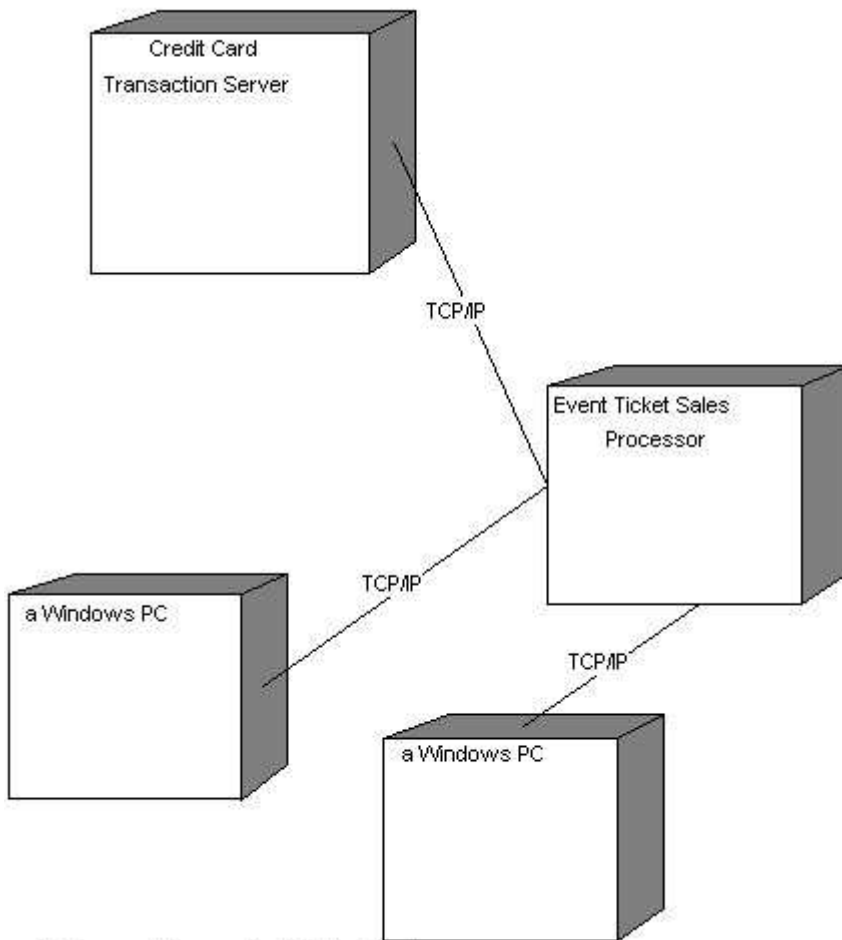 Credit Card
Transaction Server
TCP/IP
Event Ticket Sales
Processor
TCP/IP
a Windows PC
TCP/IP
a Windows PC